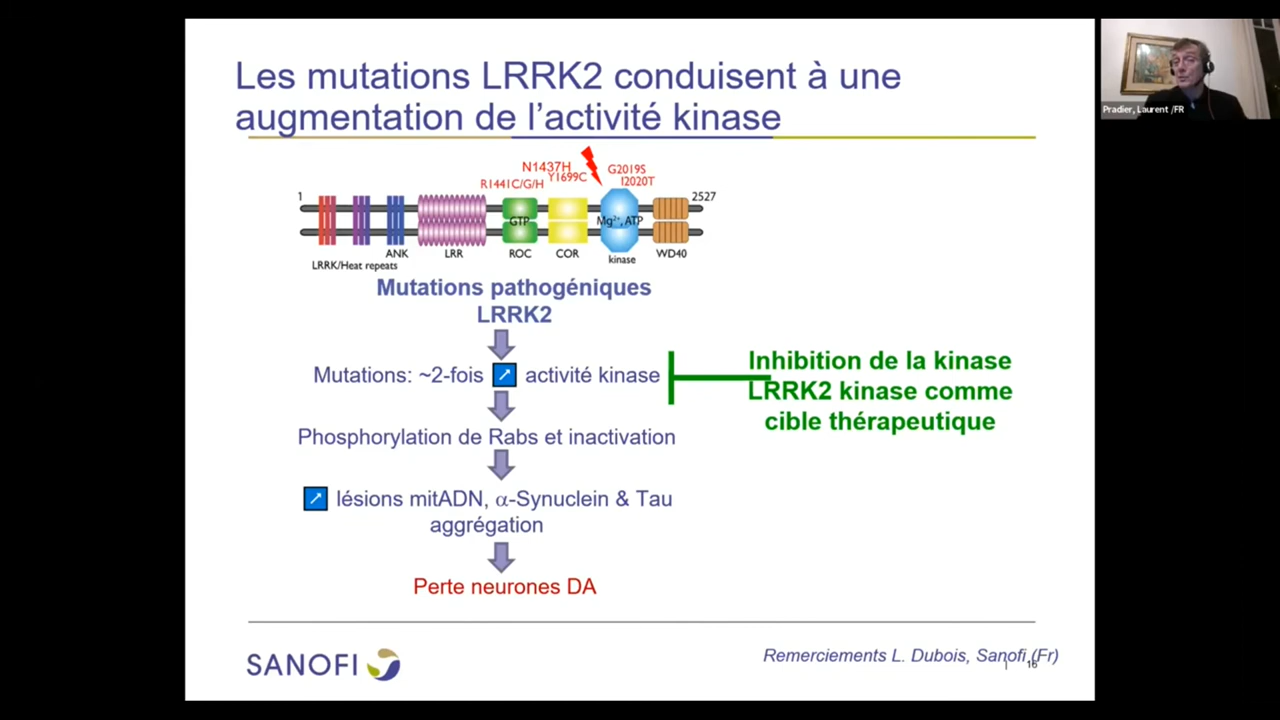 Les mutations LRRK2 conduisent à une
augmentation de l'activité kinase
Pradier, Laurent /FR
N1437H
G2019S
R1441C/G/H
Y1699C
I2020T
1
2527
GTP
Mg²⁺, ATP
ANK
LRR
ROC
COR
kinase
WD40
LRRK/Heat repeats
Mutations pathogéniques
LRRK2
Mutations: ~2-fois ↗ activité kinase
Inhibition de la kinase
LRRK2 kinase comme
cible thérapeutique
Phosphorylation de Rabs et inactivation
↗ lésions mitADN, α-Synuclein & Tau
aggrégation
Perte neurones DA
SANOFI
Remerciements L. Dubois, Sanofi (Fr)
| 16